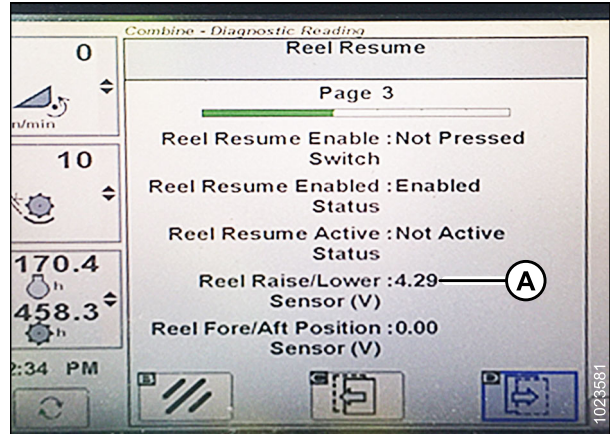 Combine - Diagnostic Reading
Reel Resume
Page 3
Reel Resume Enable :Not Pressed
Switch
Reel Resume Enabled :Enabled
Status
Reel Resume Active :Not Active
Status
Reel Raise/Lower :4.29
Sensor (V)
A
Reel Fore/Aft Position :0.00
Sensor (V)
0
n/min
10
170.4
h
458.3
h
2:34 PM
B
C
D
1023581